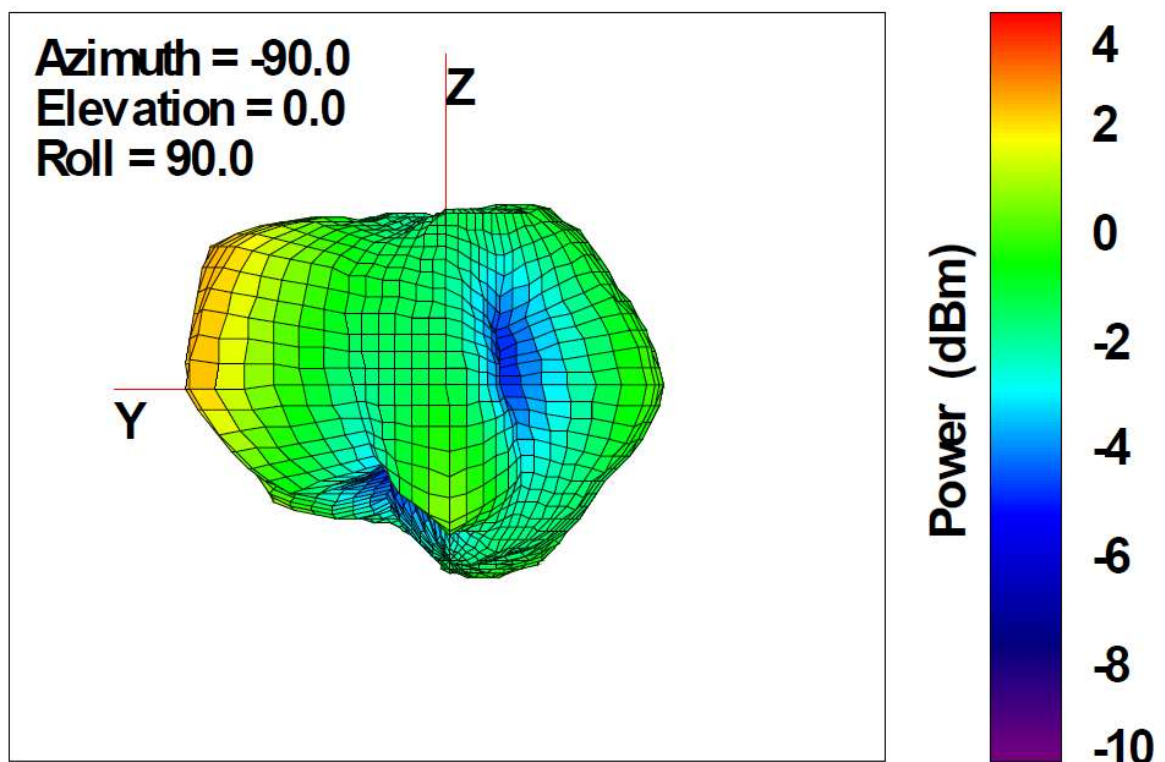 Azimuth = -90.0
Elevation = 0.0
Roll = 90.0
Z
Y
Power (dBm)
4
2
0
-2
-4
-6
-8
-10